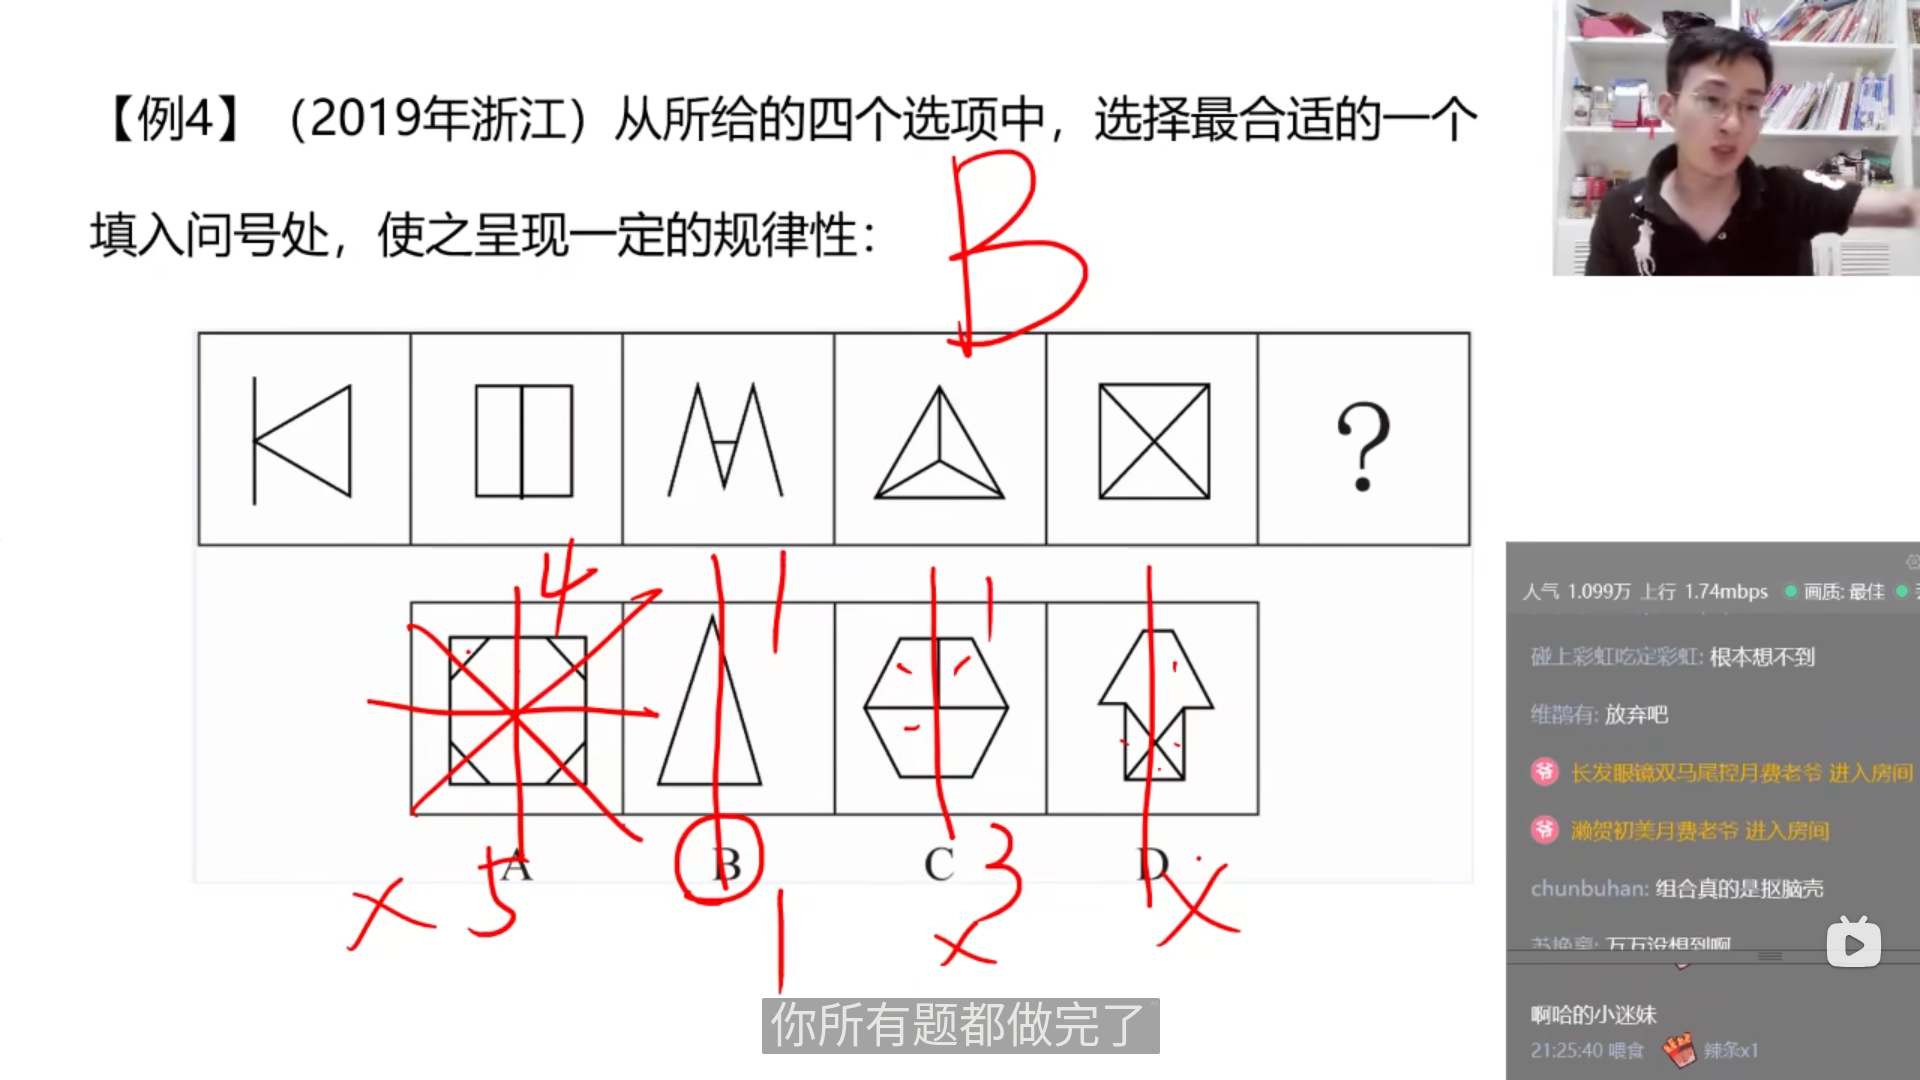 【例4】（2019年浙江）从所给的四个选项中，选择最合适的一个
填入问号处，使之呈现一定的规律性：
B
?
4
1
1
A
B
C
D
5
1
3
你所有题都做完了
人气 1.099万 上行 1.74mbps 画质: 最佳
碰上彩虹吃定彩虹: 根本想不到
维鹊有: 放弃吧
爷 长发眼镜双马尾控月费老爷 进入房间
爷 濑贺初美月费老爷 进入房间
chunbuhan: 组合真的是抠脑壳
万万没想到啊
啊哈的小迷妹
21:25:40 喂食 辣条x1